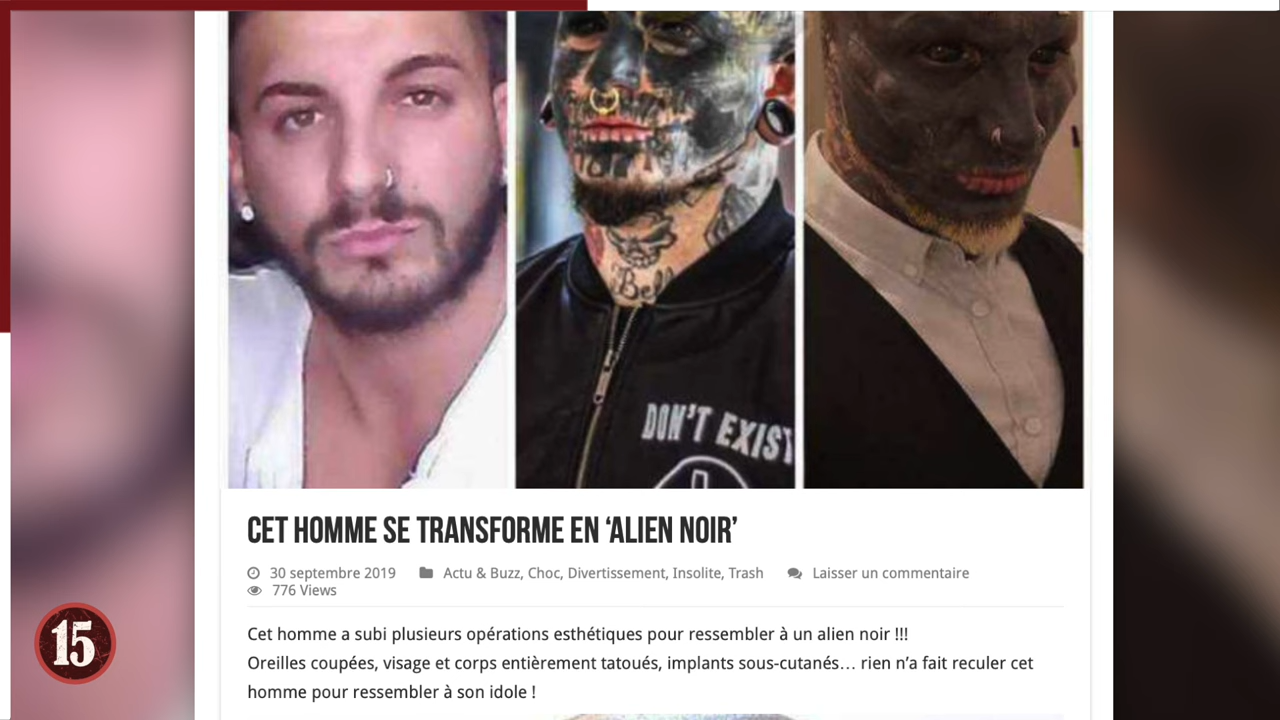 Bell
DON'T EXIST
CET HOMME SE TRANSFORME EN ‘ALIEN NOIR’
30 septembre 2019 Actu & Buzz, Choc, Divertissement, Insolite, Trash Laisser un commentaire
776 Views
15
Cet homme a subi plusieurs opérations esthétiques pour ressembler à un alien noir !!!
Oreilles coupées, visage et corps entièrement tatoués, implants sous-cutanés… rien n’a fait reculer cet
homme pour ressembler à son idole !